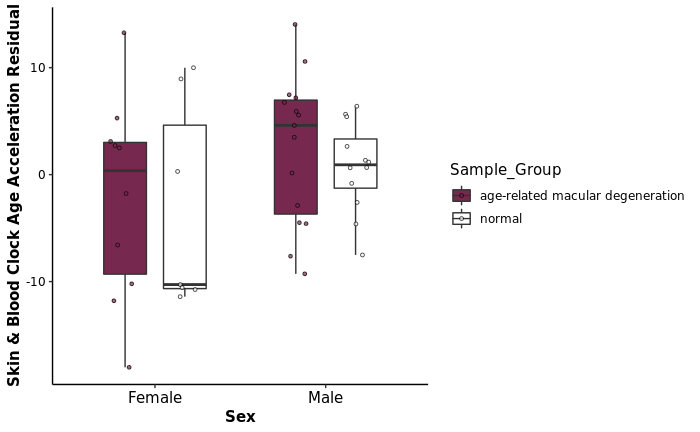 Skin & Blood Clock Age Acceleration Residual
10
0
-10
Female
Male
Sex
Sample_Group
age-related macular degeneration
normal